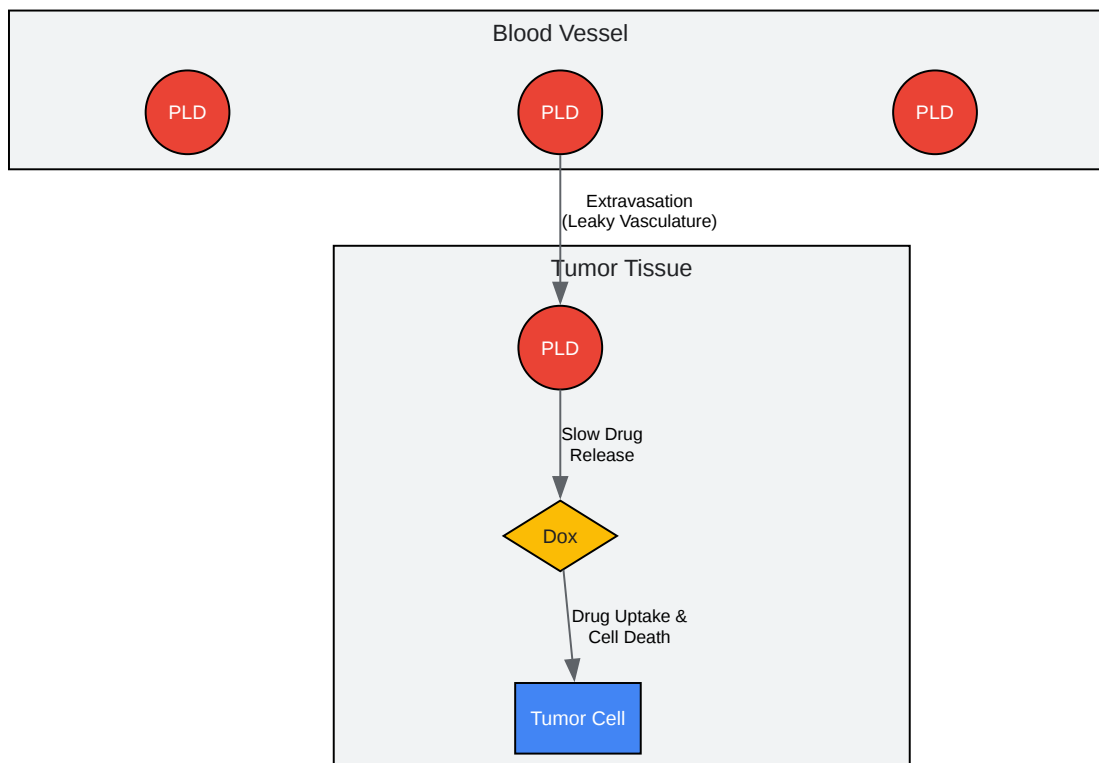 Blood Vessel
PLD
PLD
PLD
Extravasation
(Leaky Vasculature)
Tumor Tissue
PLD
Slow Drug
Release
Dox
Drug Uptake &
Cell Death
Tumor Cell